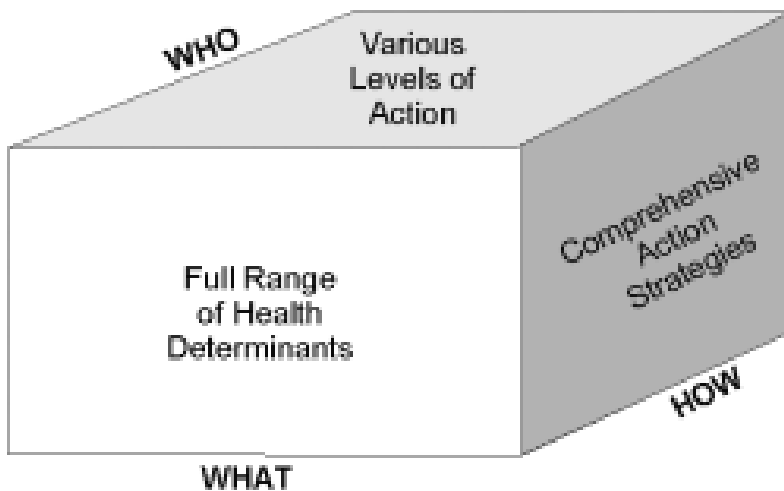 WHO
Various
Levels of
Action
Comprehensive
Action
Strategies
Full Range
of Health
Determinants
HOW
WHAT